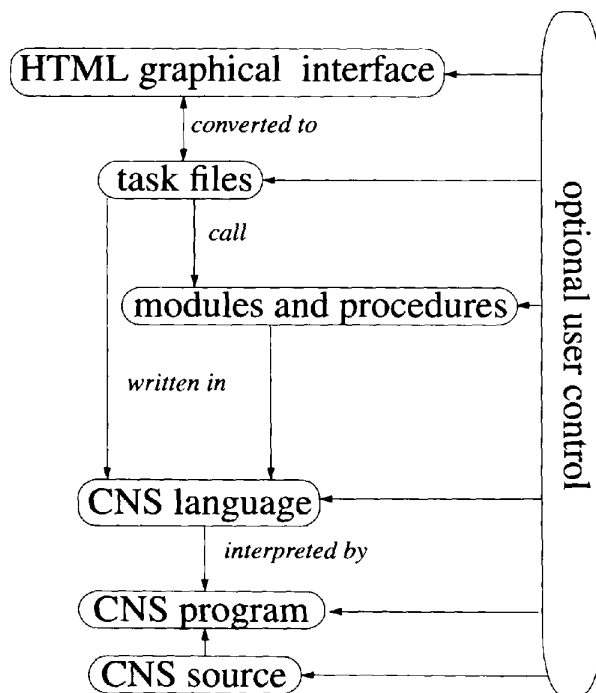 HTML graphical interface
converted to
task files
call
modules and procedures
written in
CNS language
interpreted by
CNS program
CNS source
optional user control